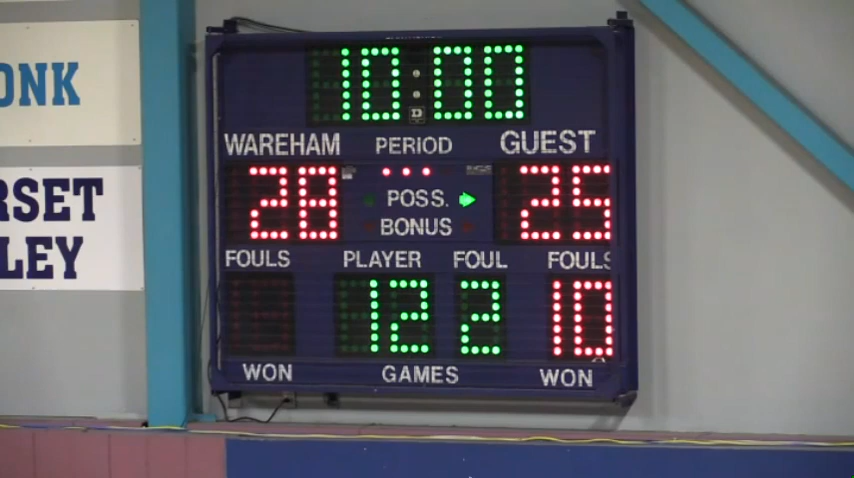 ONK
RSET
LEY
10:00
WAREHAM PERIOD GUEST
28 POSS. 25
BONUS
FOULS PLAYER FOUL FOULS
12 2 10
WON GAMES WON